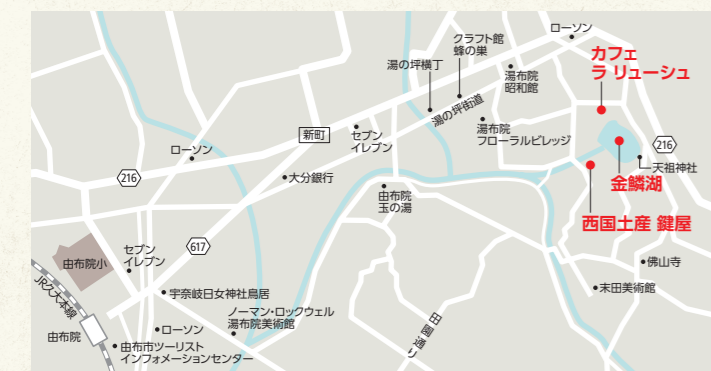 ローソン
クラフト館
蜂の巣
カフェ
ラ リューシュ
湯の坪横丁
湯布院
昭和館
湯の坪街道
新町
セブン
イレブン
湯布院
フローラルビレッジ
ローソン
216
天祖神社
216
大分銀行
金鱗湖
由布院
玉の湯
西国土産 鍵屋
617
セブン
イレブン
由布院小
佛山寺
JR久大本線
宇奈岐日女神社鳥居
末田美術館
ノーマン・ロックウェル
湯布院美術館
田園通り
ローソン
由布院
由布市ツーリスト
インフォメーションセンター